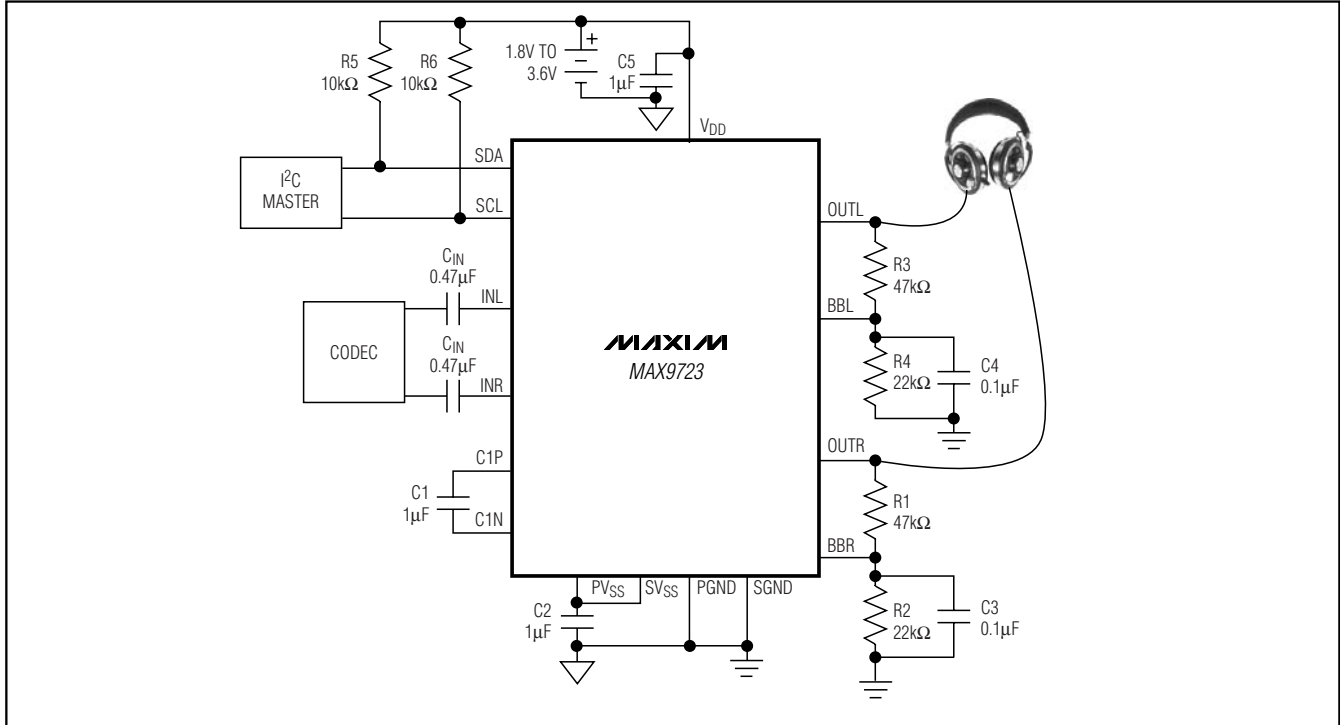 R5
10kΩ
R6
10kΩ
1.8V TO
3.6V
+
C5
1µF
VDD
I2C
MASTER
SDA
SCL
CIN
0.47µF
INL
CODEC
CIN
0.47µF
INR
C1P
C1
1µF
C1N
MAXIM
MAX9723
OUTL
R3
47kΩ
BBL
R4
22kΩ
C4
0.1µF
OUTR
R1
47kΩ
BBR
R2
22kΩ
C3
0.1µF
PVSS
SVSS
PGND
SGND
C2
1µF